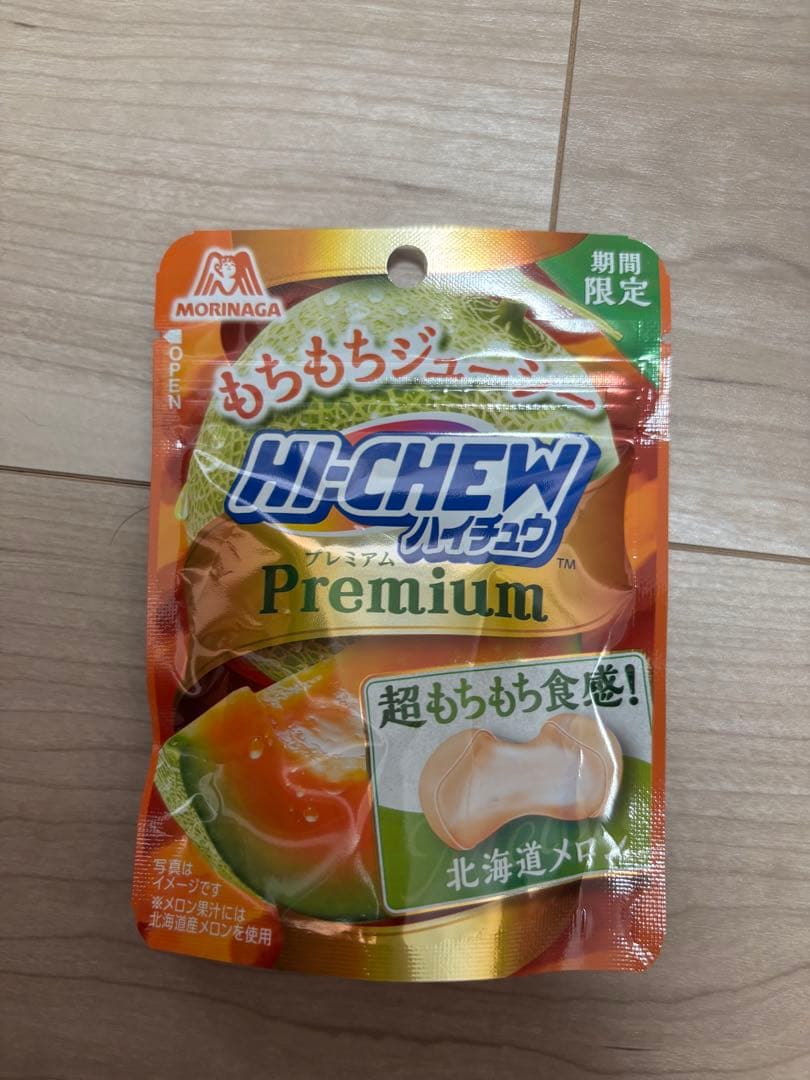 MORINAGA
期間
限定
OPEN
もちもちジューシー
HI-CHEW
ハイチュウ
TM
プレミアム
Premium
超もちもち食感!
北海道メロン
写真は
イメージです
※メロン果汁には
北海道産メロンを使用